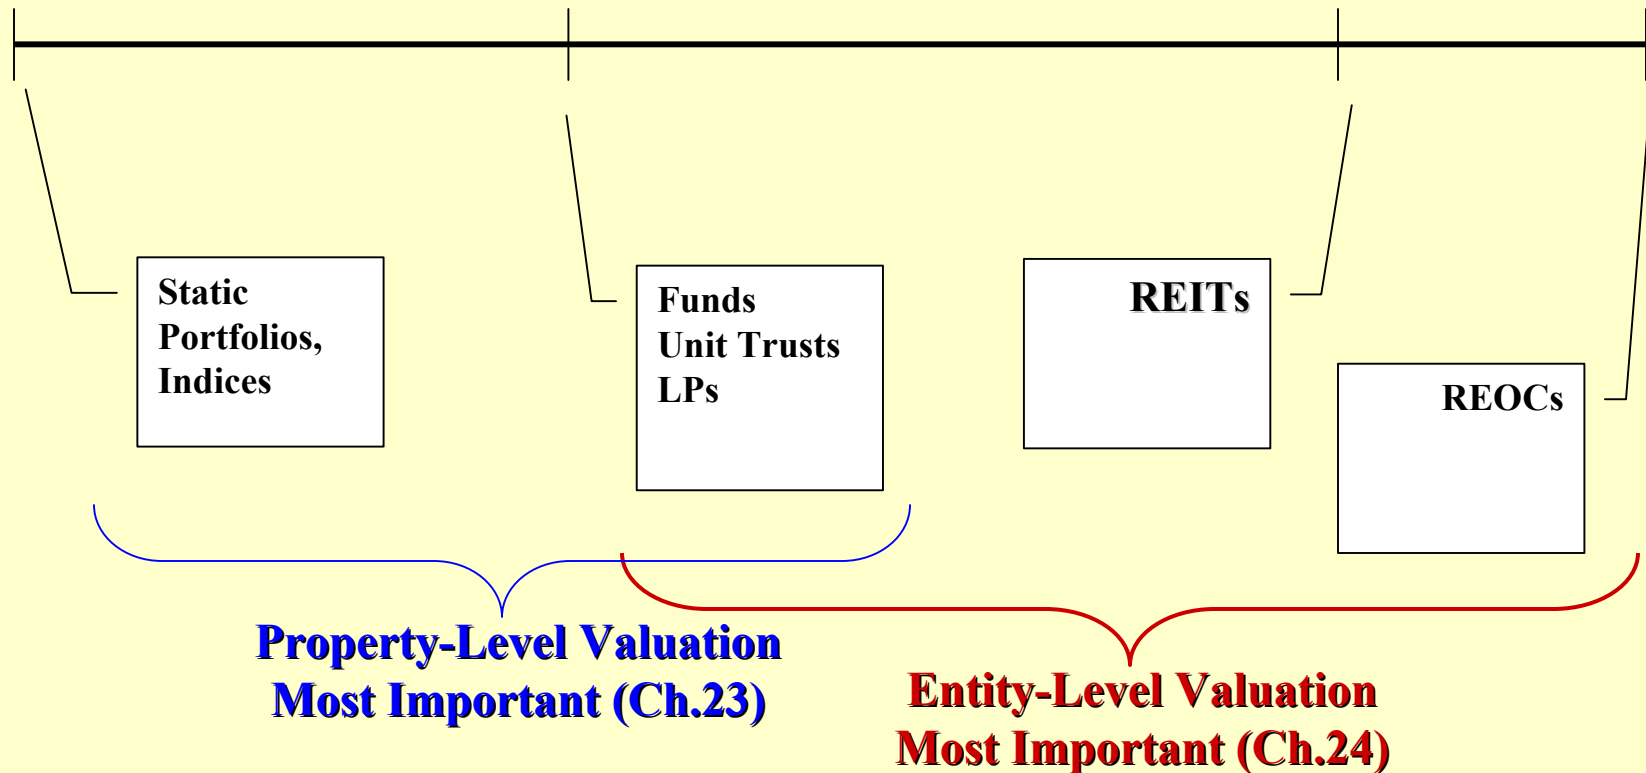 Static
Portfolios,
Indices
Funds
Unit Trusts
LPs
REITs
REOCs
Property-Level Valuation
Most Important (Ch.23)
Entity-Level Valuation
Most Important (Ch.24)